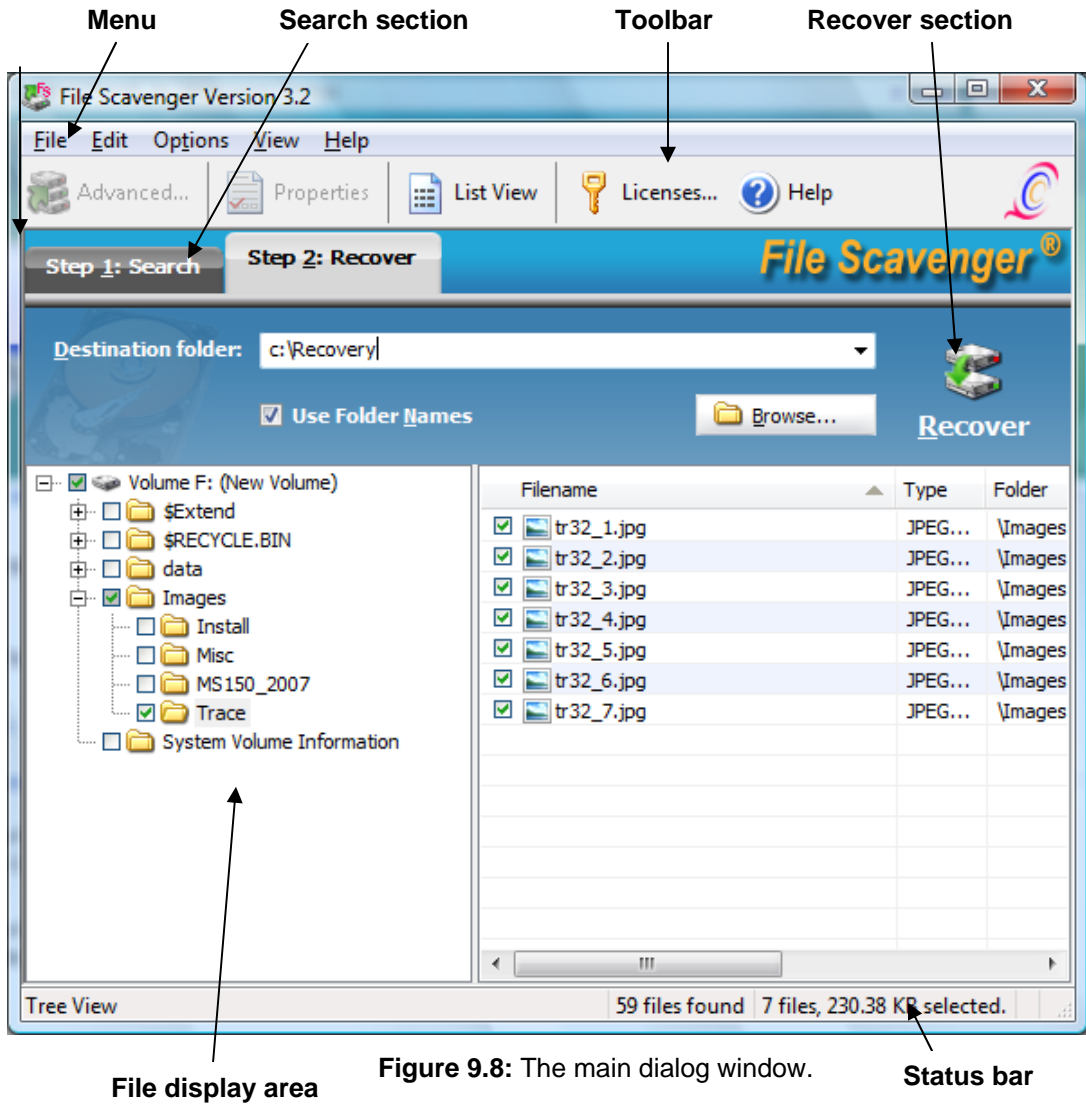 Menu Search section Toolbar Recover section
File Scavenger Version 3.2
File Edit Options View Help
Advanced... Properties List View Licenses... Help
Step 1: Search Step 2: Recover File Scavenger ®
Destination folder: c:\Recovery
Use Folder Names Browse... Recover
Volume F: (New Volume)
$Extend
$RECYCLE.BIN
data
Images
Install
Misc
MS150_2007
Trace
System Volume Information
Filename Type Folder
tr32_1.jpg JPEG... \Images
tr32_2.jpg JPEG... \Images
tr32_3.jpg JPEG... \Images
tr32_4.jpg JPEG... \Images
tr32_5.jpg JPEG... \Images
tr32_6.jpg JPEG... \Images
tr32_7.jpg JPEG... \Images
Tree View 59 files found 7 files, 230.38 KB selected.
Figure 9.8: The main dialog window.
File display area Status bar